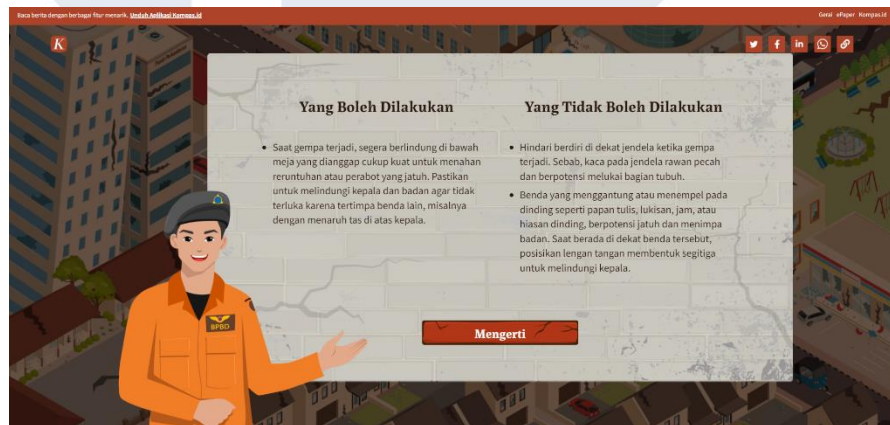 Baca berita dengan berbagai fitur menarik. Unduh Aplikasi Kompas.id
Gerai ePaper Kompas.id
K
Yang Boleh Dilakukan
Saat gempa terjadi, segera berlindung di bawah
meja yang dianggap cukup kuat untuk menahan
reruntuhan atau perabot yang jatuh. Pastikan
untuk melindungi kepala dan badan agar tidak
terluka karena tertimpa benda lain, misalnya
dengan menaruh tas di atas kepala.
Yang Tidak Boleh Dilakukan
Hindari berdiri di dekat jendela ketika gempa
terjadi. Sebab, kaca pada jendela rawan pecah
dan berpotensi melukai bagian tubuh.
Benda yang menggantung atau menempel pada
dinding seperti papan tulis, lukisan, jam, atau
hiasan dinding, berpotensi jatuh dan menimpa
badan. Saat berada di dekat benda tersebut,
posisikan lengan tangan membentuk segitiga
untuk melindungi kepala.
BPBD
Mengerti